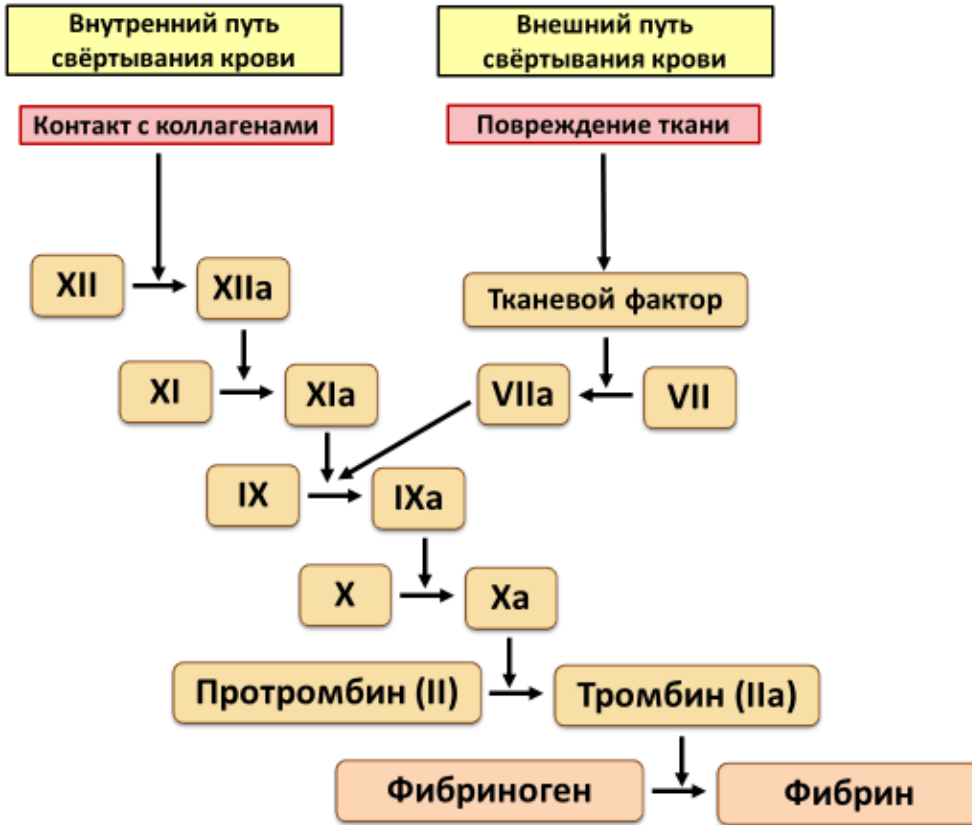 Внутренний путь
свёртывания крови
Внешний путь
свёртывания крови
Контакт с коллагенами
Повреждение ткани
XII
XIIa
Тканевой фактор
XI
XIa
VIIa
VII
IX
IXa
X
Xa
Протромбин (II)
Тромбин (IIa)
Фибриноген
Фибрин